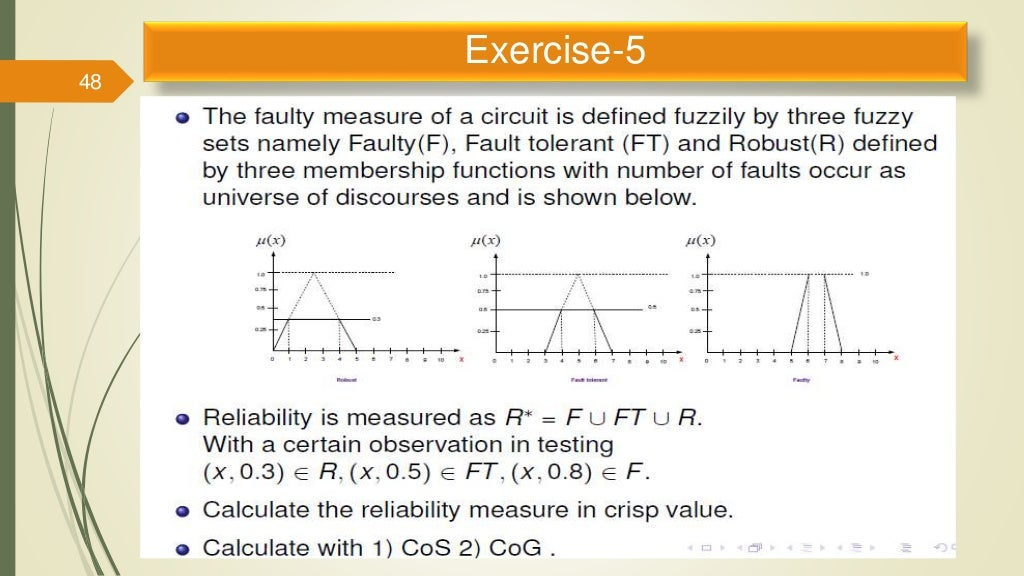 Exercise-5
48
The faulty measure of a circuit is defined fuzzily by three fuzzy
sets namely Faulty(F), Fault tolerant (FT) and Robust(R) defined
by three membership functions with number of faults occur as
universe of discourses and is shown below.
μ(x) μ(x) μ(x)
1.0 1.0 1.0 1.0
0.75 0.75 0.75
0.5 0.5 0.5 0.5
0.3
0.25 0.25 0.25
0 1 2 3 4 5 6 7 8 9 10 x 0 1 2 3 4 5 6 7 8 9 10 x 0 1 2 3 4 5 6 7 8 9 10 x
Robust Fault tolerant Faulty
Reliability is measured as R* = F ∪ FT ∪ R.
With a certain observation in testing
(x, 0.3) ∈ R, (x, 0.5) ∈ FT, (x, 0.8) ∈ F.
Calculate the reliability measure in crisp value.
Calculate with 1) CoS 2) CoG .